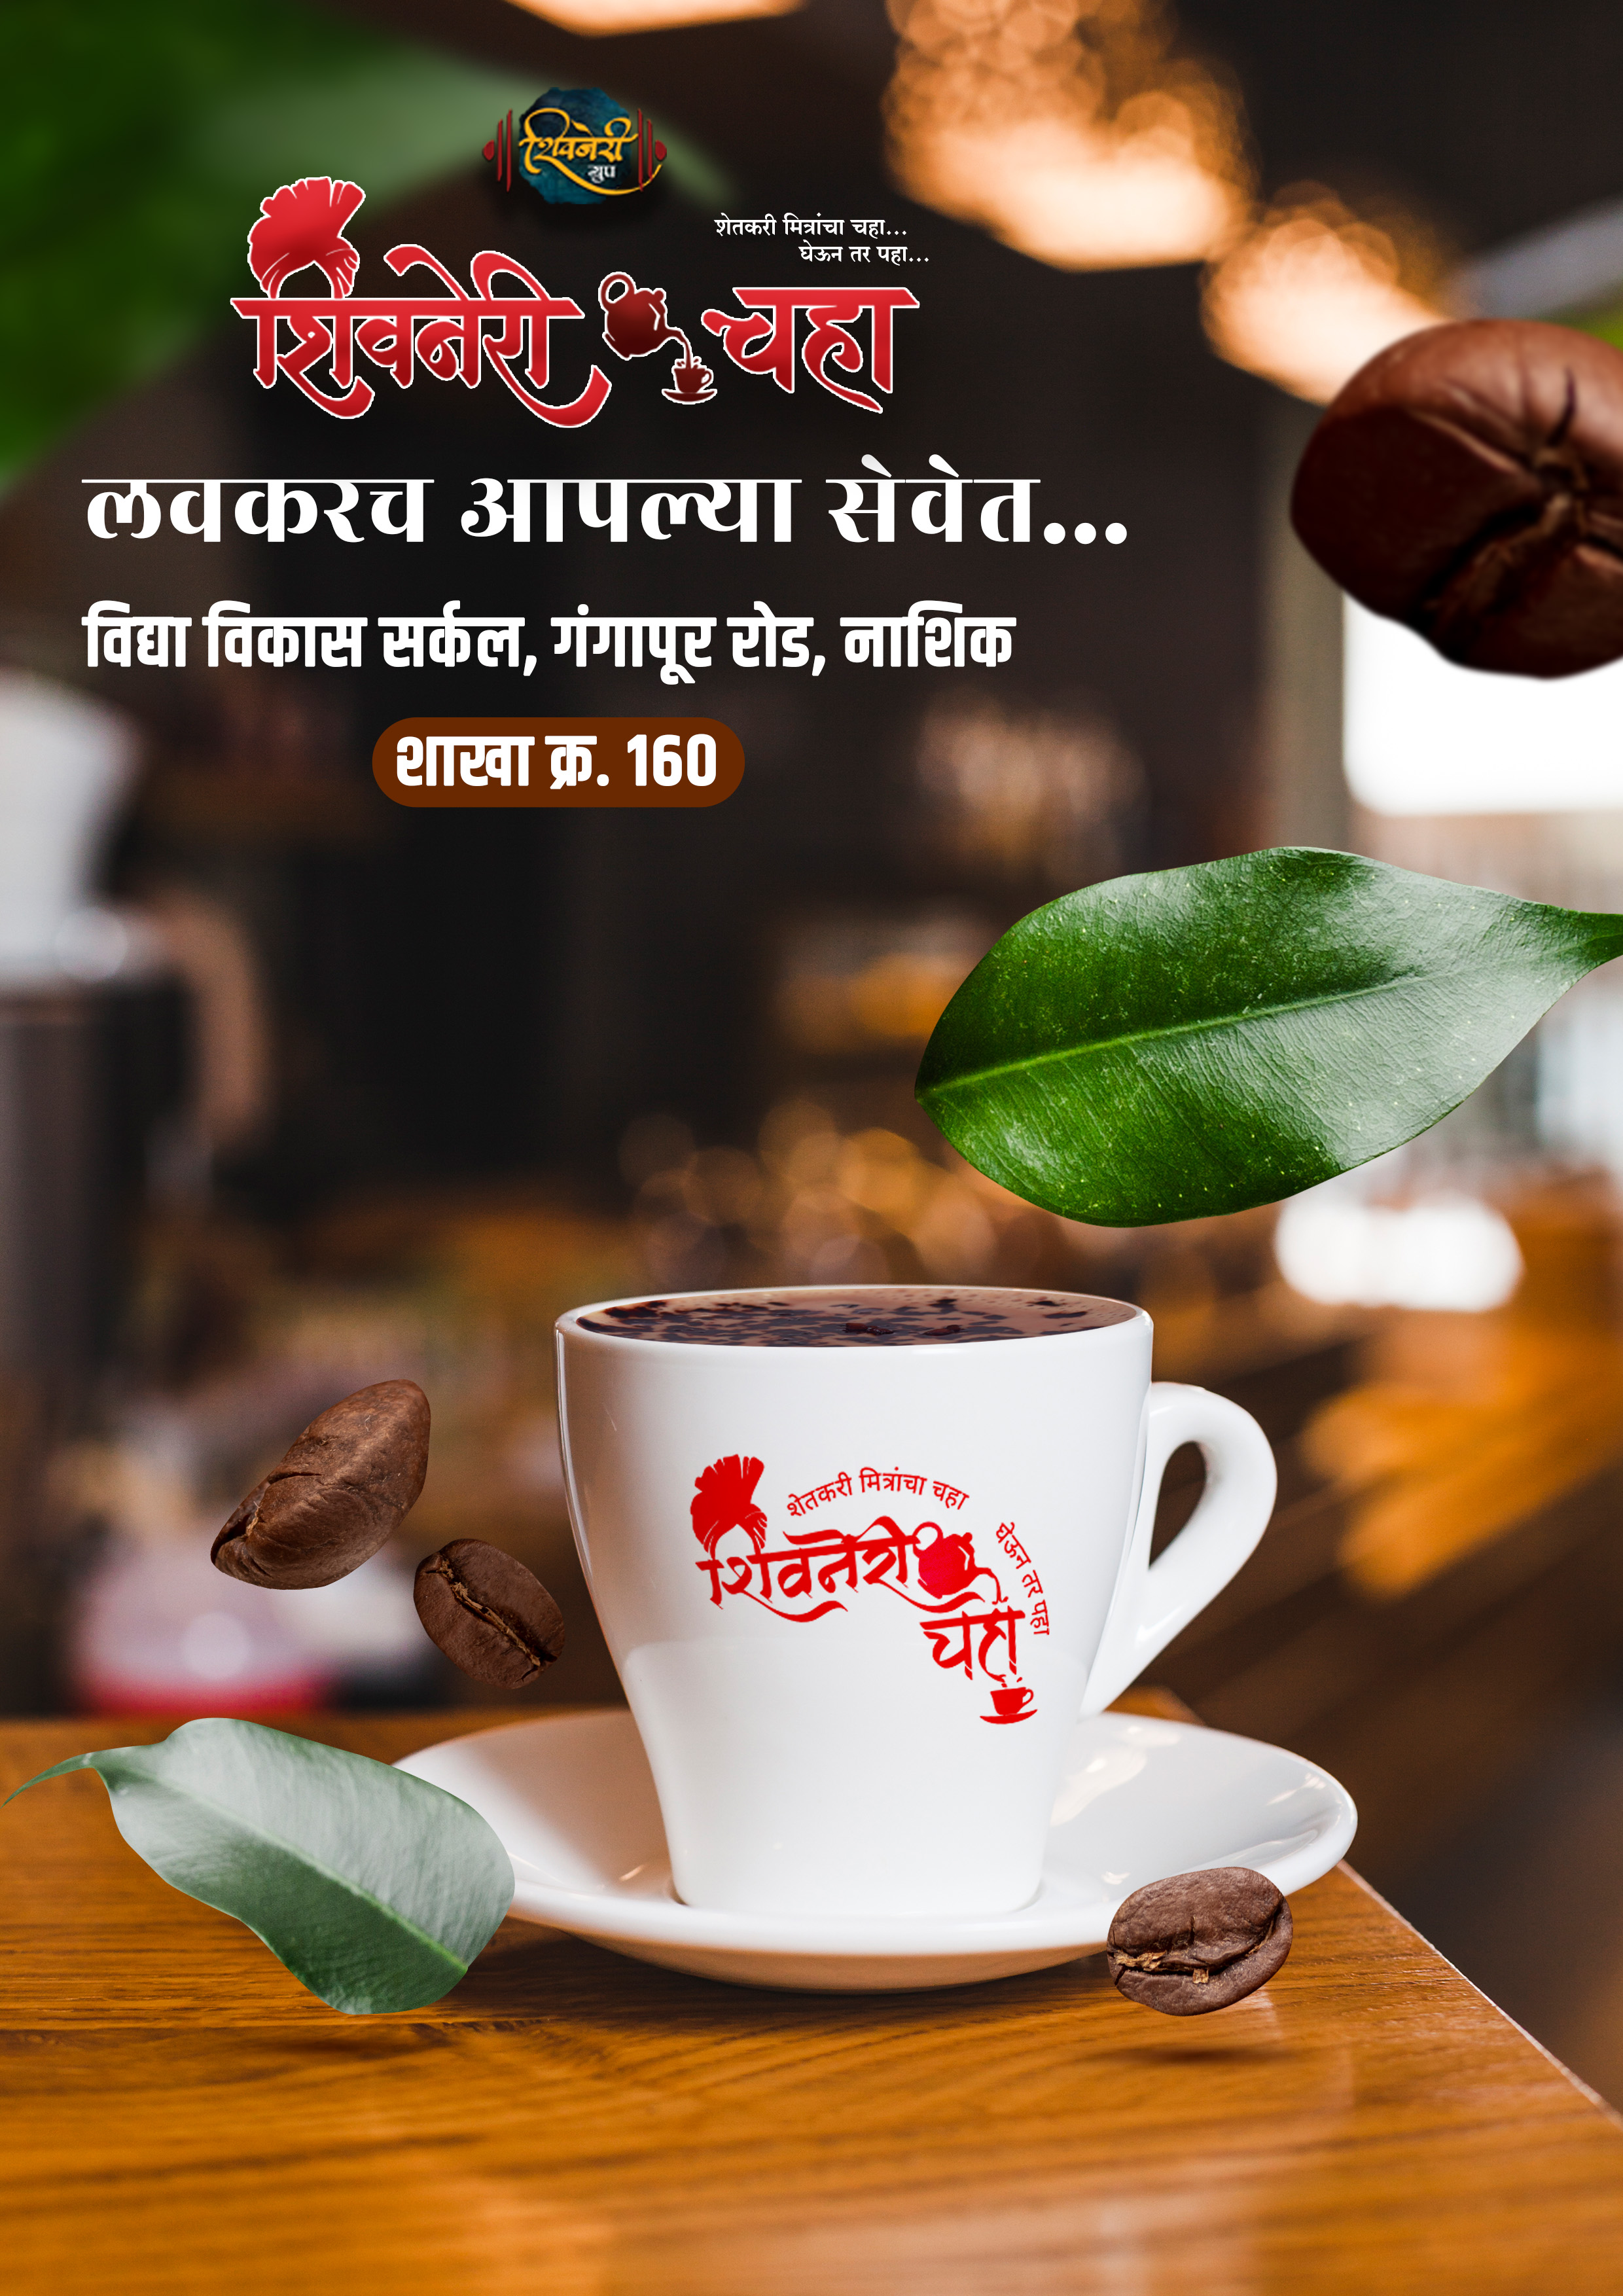 शिवनेरी
ग्रुप
शेतकरी मित्रांचा चहा...
घेऊन तर पहा...
शिवनेरी चहा
लवकरच आपल्या सेवेत...
विद्या विकास सर्कल, गंगापूर रोड, नाशिक
शाखा क्र. 160
शेतकरी मित्रांचा चहा
घेऊन तर पहा
शिवनेरी
चहा